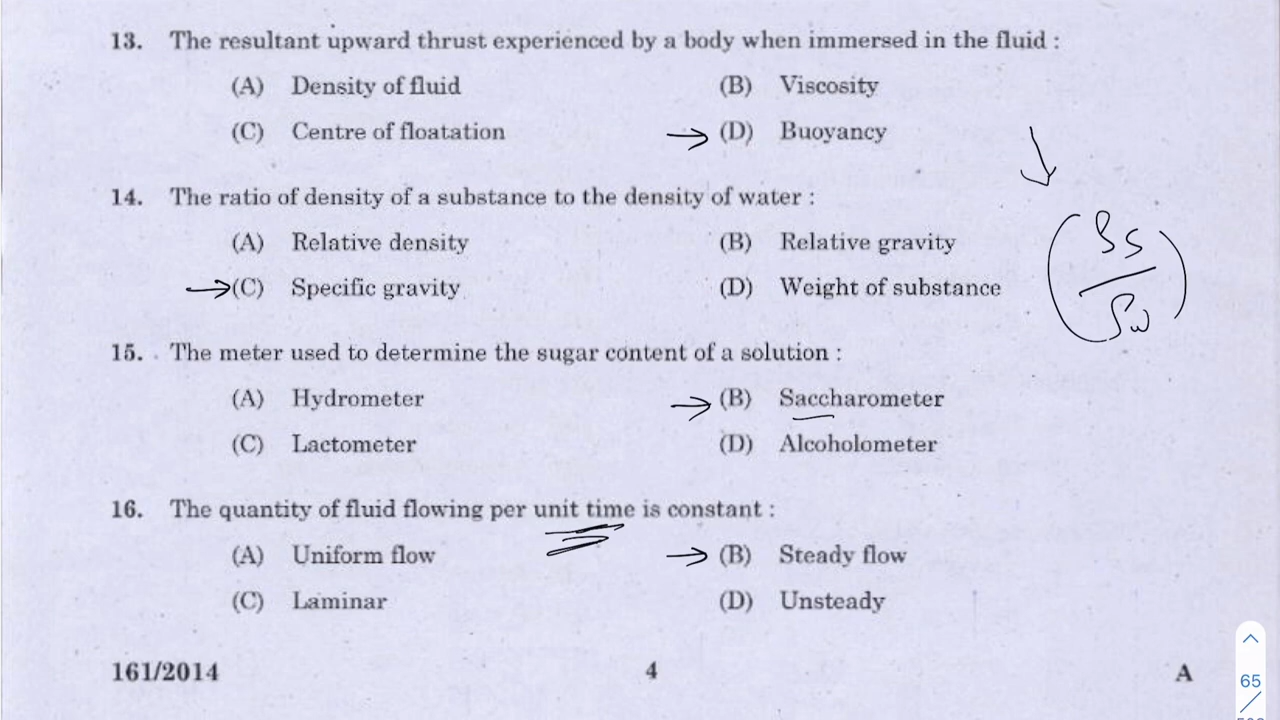 13. The resultant upward thrust experienced by a body when immersed in the fluid :
(A) Density of fluid (B) Viscosity
(C) Centre of floatation → (D) Buoyancy
14. The ratio of density of a substance to the density of water :
(A) Relative density (B) Relative gravity
→ (C) Specific gravity (D) Weight of substance
(ρs/ρw)
15. The meter used to determine the sugar content of a solution :
(A) Hydrometer → (B) Saccharometer
(C) Lactometer (D) Alcoholometer
16. The quantity of fluid flowing per unit time is constant :
(A) Uniform flow → (B) Steady flow
(C) Laminar (D) Unsteady
161/2014 4 A
65
/